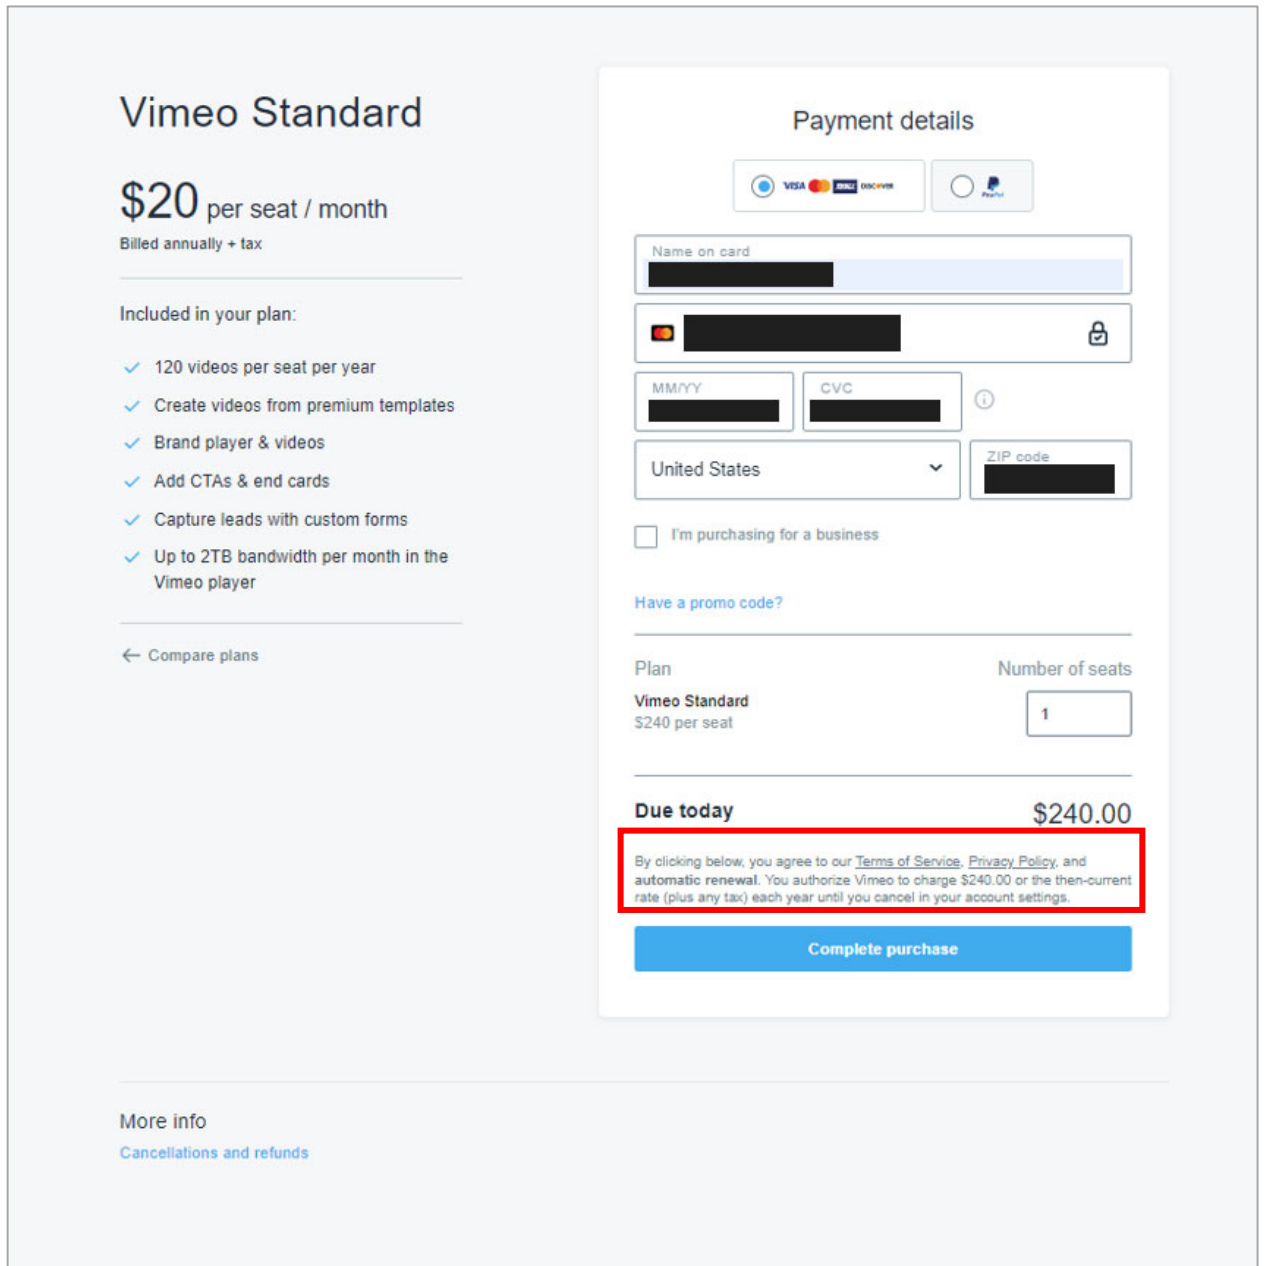 Vimeo Standard
$20 per seat / month
Billed annually + tax
Included in your plan:
120 videos per seat per year
Create videos from premium templates
Brand player & videos
Add CTAs & end cards
Capture leads with custom forms
Up to 2TB bandwidth per month in the
Vimeo player
Compare plans
Payment details
VISA DISCOVER PayPal
Name on card
MM/YY CVC
United States ZIP code
I'm purchasing for a business
Have a promo code?
Plan Number of seats
Vimeo Standard
$240 per seat 1
Due today $240.00
By clicking below, you agree to our Terms of Service, Privacy Policy, and
automatic renewal. You authorize Vimeo to charge $240.00 or the then-current
rate (plus any tax) each year until you cancel in your account settings.
Complete purchase
More info
Cancellations and refunds